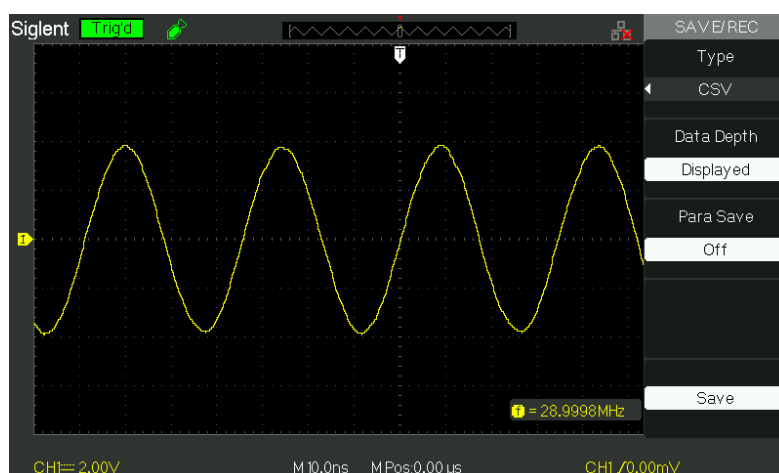 Siglent Trig'd SAVE/REC
T
Type
CSV
Data Depth
Displayed
Para Save
Off
1
f = 28.9998MHz
Save
CH1 2.00V M 10.0ns M Pos:0.00 us CH1 / 0.00mV